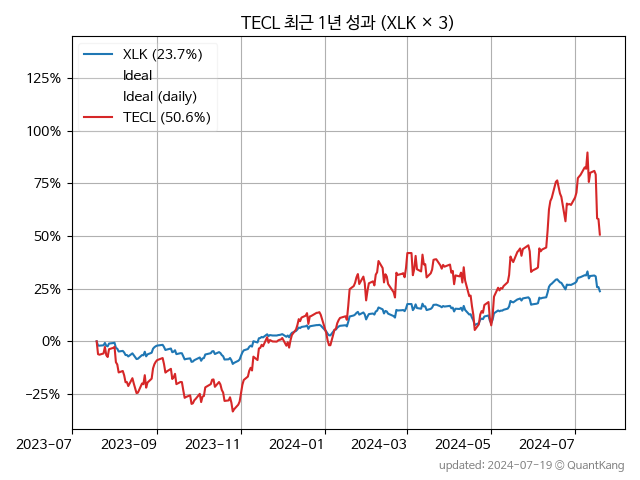 TECL 최근 1년 성과 (XLK × 3)
XLK (23.7%)
Ideal
Ideal (daily)
TECL (50.6%)
125%
100%
75%
50%
25%
0%
−25%
2023−07 2023−09 2023−11 2024−01 2024−03 2024−05 2024−07
updated: 2024−07−19 © QuantKang